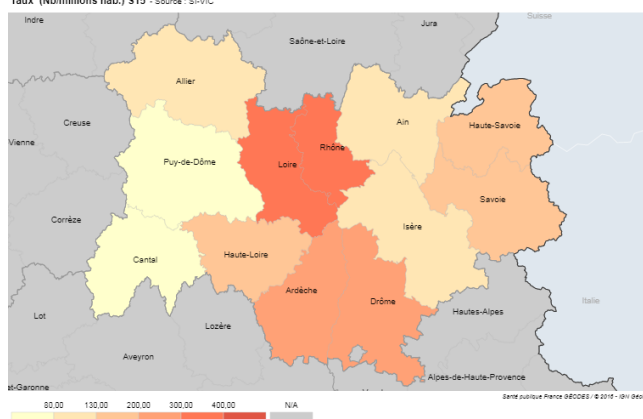 Taux (Nb/millions hab.) S15 - Source : SI-VIC
Indre
Saône-et-Loire
Jura
Suisse
Allier
Creuse
Vienne
Ain
Haute-Savoie
Rhône
Puy-de-Dôme
Loire
Savoie
Corrèze
Isère
Cantal
Haute-Loire
Ardèche
Drôme
Italie
Lot
Lozère
Hautes-Alpes
Aveyron
Alpes-de-Haute-Provence
et-Garonne
Santé publique France GEODES / © 2016 - IGN Géo
80,00 130,00 200,00 300,00 400,00 N/A